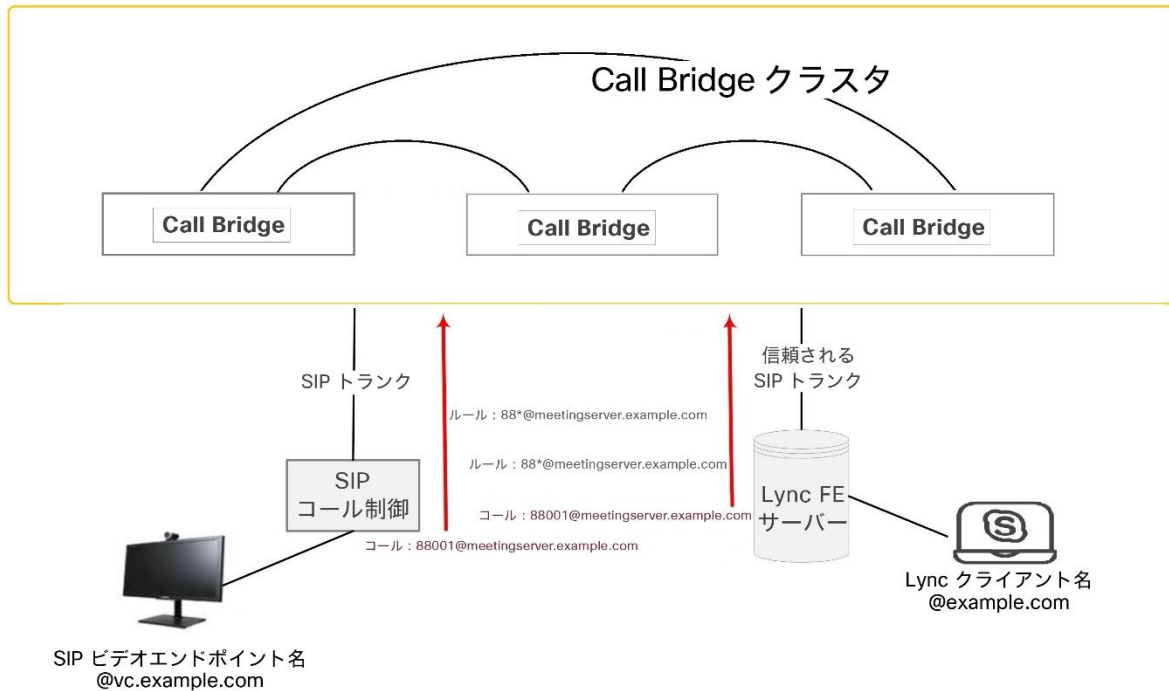 Call Bridge クラスタ
Call Bridge
Call Bridge
Call Bridge
SIP トランク
信頼される
SIP トランク
ルール：88*@meetingserver.example.com
ルール：88*@meetingserver.example.com
コール：88001@meetingserver.example.com
コール：88001@meetingserver.example.com
SIP
コール制御
Lync FE
サーバー
Lync クライアント名
@example.com
SIP ビデオエンドポイント名
@vc.example.com